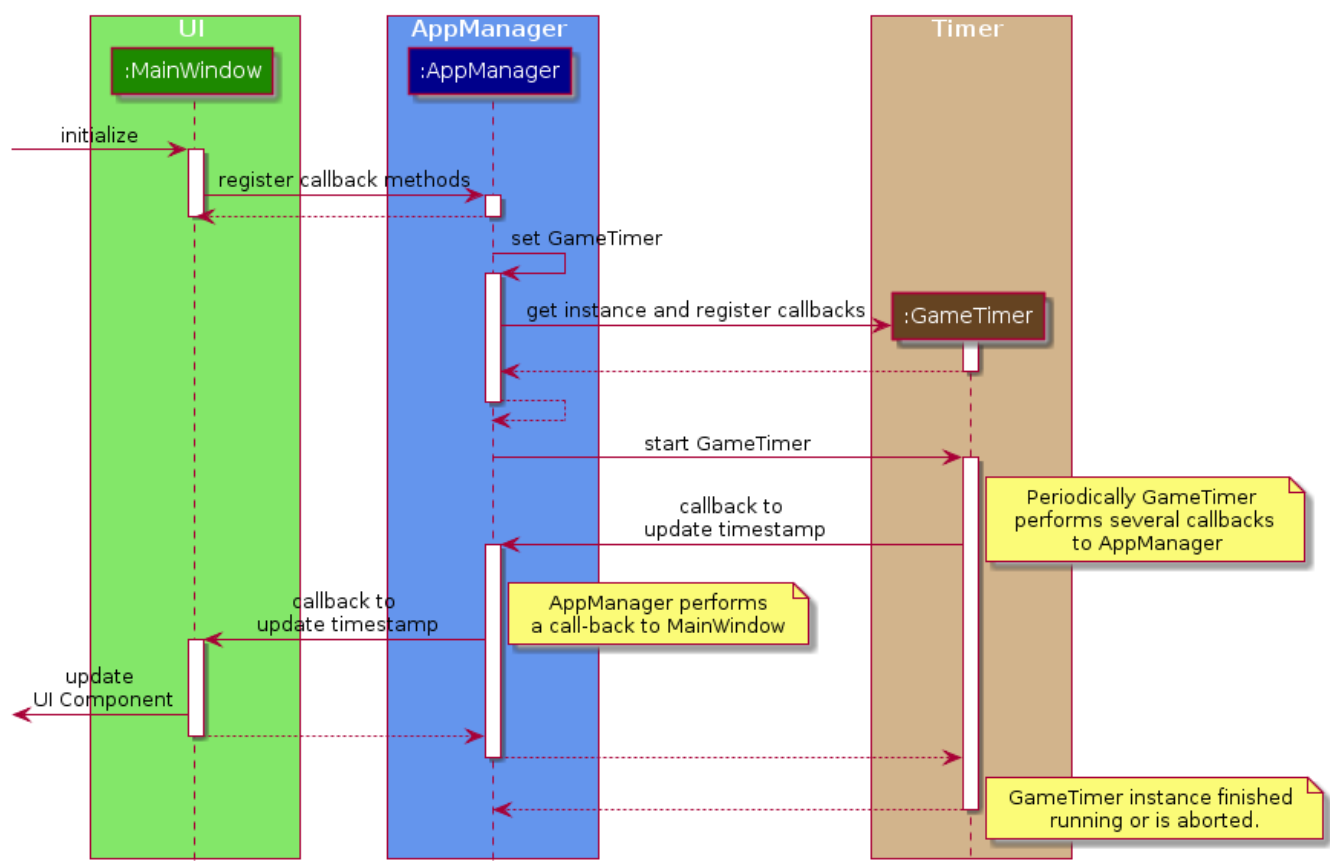 UI
AppManager
Timer
:MainWindow
:AppManager
initialize
register callback methods
set GameTimer
get instance and register callbacks
:GameTimer
start GameTimer
Periodically GameTimer
performs several callbacks
to AppManager
callback to
update timestamp
AppManager performs
a call-back to MainWindow
callback to
update timestamp
update
UI Component
GameTimer instance finished
running or is aborted.